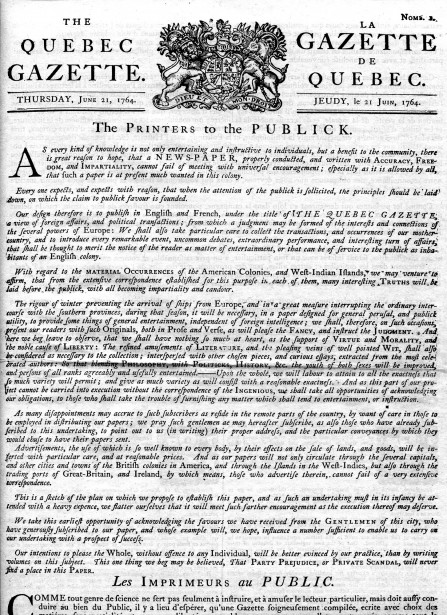 Noms. 2.
THE
QUEBEC
GAZETTE.
LA
GAZETTE
DE
QUEBEC.
THURSDAY, June 21, 1764.
JEUDY, le 21 Juin, 1764.
The Printers to the PUBLICK.
AS every kind of knowledge is not only entertaining and instructive to individuals, but a benefit to the community, there
is great reason to hope, that a NEWS-PAPER, properly conducted, and written with Accuracy, Free-
dom, and Impartiality, cannot fail of meeting with universal encouragement; especially as it is allowed by all,
that such a paper is at present much wanted in this colony.
Every one expects, and expects with reason, that when the attention of the publick is sollicited, the principles should be laid
down, on which the claim to publick favour is founded.
Our design therefore is to publish in English and French, under the title of THE QUEBEC GAZETTE,
a view of foreign affairs, and political transactions; from which a judgment may be formed of the interests and connections of
the several powers of Europe: We shall also take particular care to collect the transactions, and occurrences of our mother-
country, and to introduce every remarkable event, uncommon debates, extraordinary performance, and interesting turn of affairs,
that shall be thought to merit the notice of the reader as matter of entertainment, or that can be of service to the publick as inha-
bitants of an English colony.
With regard to the material Occurrences of the American Colonies, and West-Indian Islands, we may venture to
affirm, that from the extensive correspondence established for this purpose in each of them, many interesting Truths will be
laid before the publick, with all becoming impartiality and candour.
The rigour of winter preventing the arrival of ships from Europe, and in a great measure interrupting the ordinary inter-
course with the southern provinces, during that season, it will be necessary, in a paper designed for general perusal, and publick
utility, to provide some things of general entertainment, independent of foreign intelligence; we shall, therefore, on such occasions,
present our readers with such Originals, both in Prose and Verse, as will please the Fancy, and instruct the Judgment. And
here we beg leave to observe, that we shall have nothing so much at heart, as the support of Virtue and Morality, and
the noble cause of Liberty: The refined amusements of Literature, and the pleasing veins of well pointed Wit, shall also
be considered as necessary to the collection; interspersed with other chosen pieces, and curious essays, extracted from the most cele-
brated authors: So that blending Philosophy, with Politicks, History, &c. the youth of both sexes will be improved,
and persons of all ranks agreeably and usefully entertained.——Upon the whole, we will labour to attain to all the exactness that
so much variety will permit; and give as much variety as will consist with a reasonable exactness. And as this part of our pro-
ject cannot be carried into execution without the correspondence of the Ingenious, we shall take all opportunities of acknowledging
our obligations, to those who shall take the trouble of furnishing any matter which shall tend to entertainment, or instruction.
As many disappointments may accrue to such subscribers as reside in the remote parts of the country, by want of care in those to
be employed in distributing our papers; we pray such gentlemen as may hereafter subscribe, as also those who have already sub-
scribed to this undertaking, to point out to us (in writing) their proper address, and the particular conveyances by which they
would chuse to have their papers sent.
Advertisements, the use of which is so well known to every body, by their effects on the sale of lands, and goods, will be in-
serted particular care, and at reasonable prices. And as our papers will not only circulate through the several capitals,
and other cities and towns of the British colonies in America, and through the Islands in the West-Indies, but also through the
trading ports of Great-Britain, and Ireland, by which means, those who advertise therein, cannot fail of a very extensive
correspondence.
This is a sketch of the plan on which we propose to establish this paper, and as such an undertaking must in its infancy be at-
tended with a heavy expence, we flatter ourselves that it will meet such farther encouragement as the execution thereof may deserve.
We take this earliest opportunity of acknowledging the favours we have received from the Gentlemen of this city, who
have generously subscribed to our paper, and whose example will, we hope, influence a number sufficient to enable us to carry on
our undertaking with a prospect of success.
Our intentions to please the Whole, without offence to any Individual, will be better evinced by our practice, than by writing
volumes on this subject. This one thing we beg may be believed, That Party Prejudice, or Private Scandal, will never
find a place in this Paper.
Les Imprimeurs au PUBLIC.
COMME tout genre de science ne sert pas seulement à instruire, et à amuser le lecteur particulier, mais doit aussi con-
duire au bien du Public, il y a lieu d'espérer, qu'une Gazette soigneusement compilée, écrite avec choix des